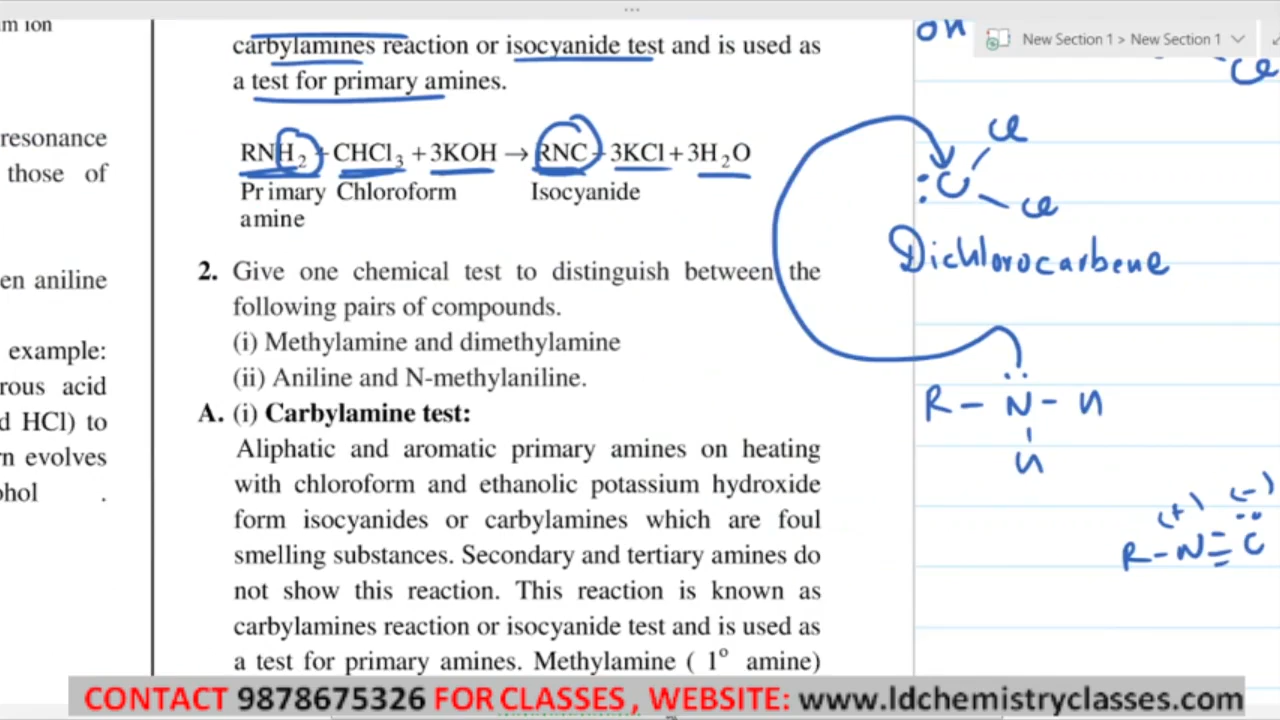 m ion
resonance
those of
en aniline
example:
rous acid
d HCl) to
rn evolves
ohol .
carbylamines reaction or isocyanide test and is used as
a test for primary amines.
RNH₂ + CHCl₃ + 3KOH → RNC + 3KCl + 3H₂O
Primary Chloroform Isocyanide
amine
2. Give one chemical test to distinguish between the
following pairs of compounds.
(i) Methylamine and dimethylamine
(ii) Aniline and N-methylaniline.
A. (i) Carbylamine test:
Aliphatic and aromatic primary amines on heating
with chloroform and ethanolic potassium hydroxide
form isocyanides or carbylamines which are foul
smelling substances. Secondary and tertiary amines do
not show this reaction. This reaction is known as
carbylamines reaction or isocyanide test and is used as
a test for primary amines. Methylamine ( 1° amine)
New Section 1 > New Section 1
Cl
Cl
:C
Cl
Dichlorocarbene
R - N - H
H
(+) (-)
R - N ≡ C
CONTACT 9878675326 FOR CLASSES , WEBSITE: www.ldchemistryclasses.com